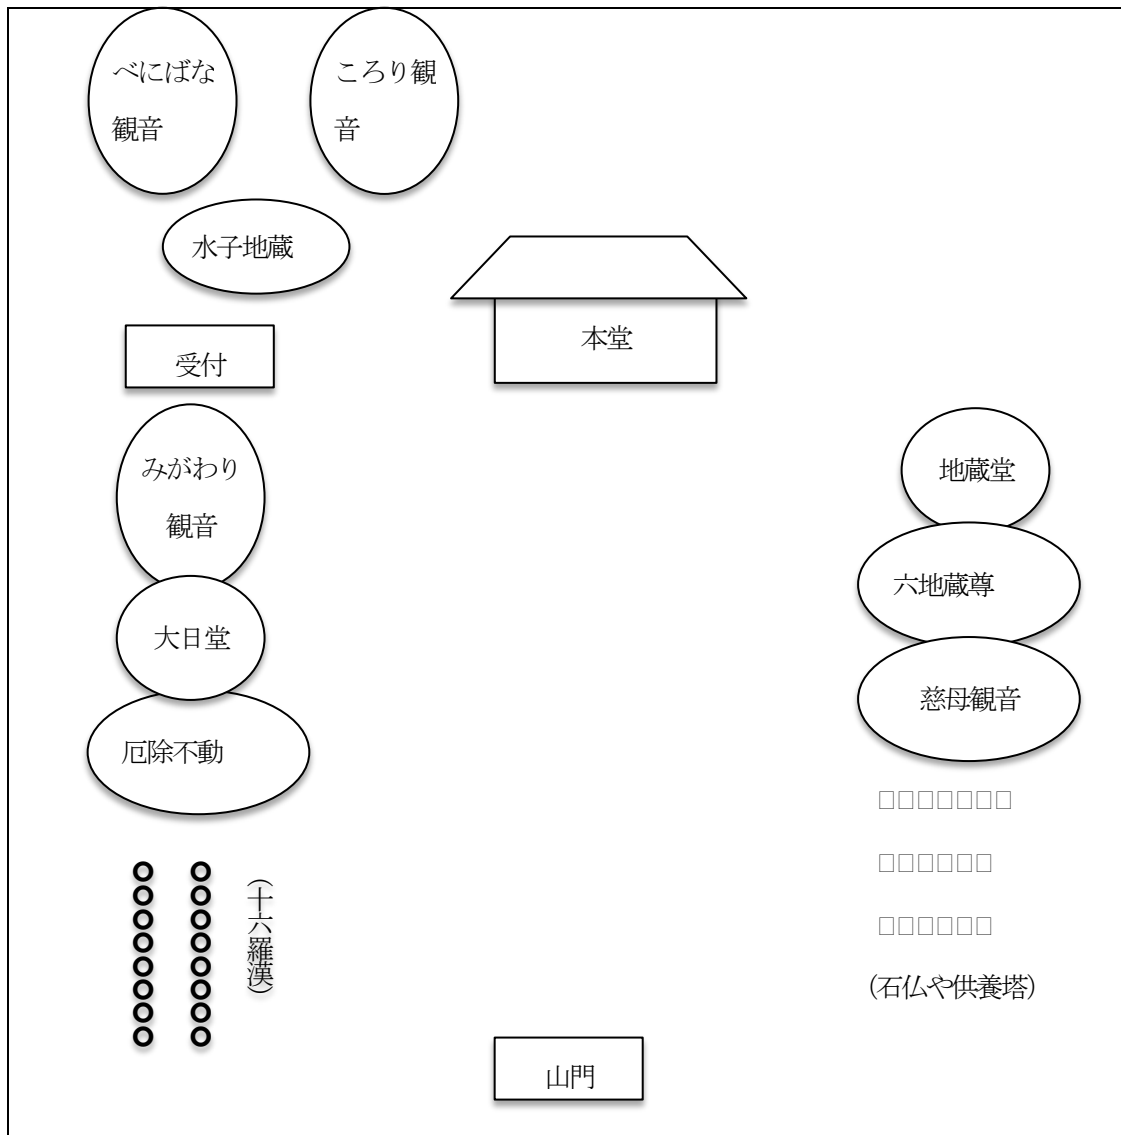 べにばな
観音
ころり観
音
水子地蔵
本堂
受付
みがわり
観音
地蔵堂
六地蔵尊
大日堂
慈母観音
厄除不動
□□□□□□□
□□□□□□
□□□□□□
(十六羅漢)
(石仏や供養塔)
山門